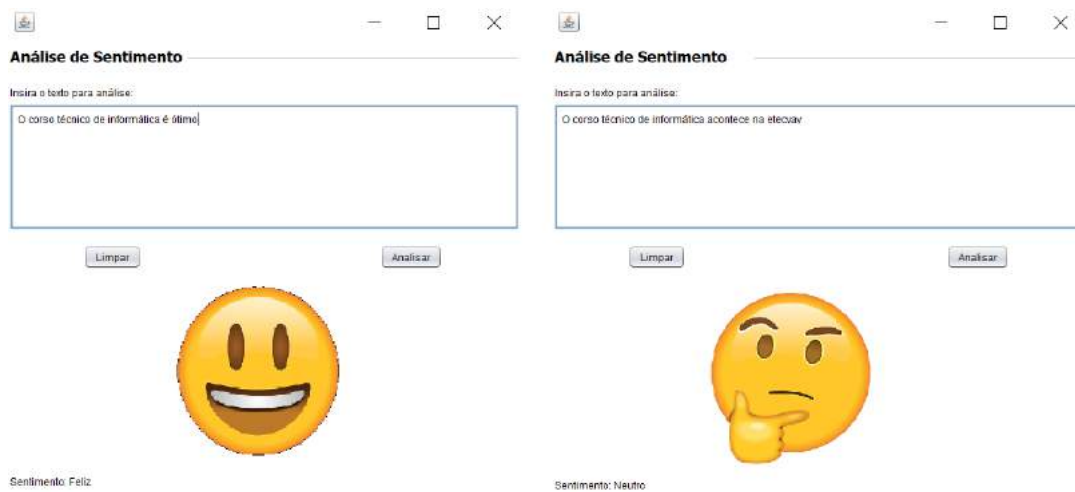 Análise de Sentimento
Insira o texto para análise:
O corso técnico de informática é ótimo
Limpar
Analisar
Sentimento: Feliz
Análise de Sentimento
Insira o texto para análise:
O corso técnico de informática acontece na etecvav
Limpar
Analisar
Sentimento: Neutro